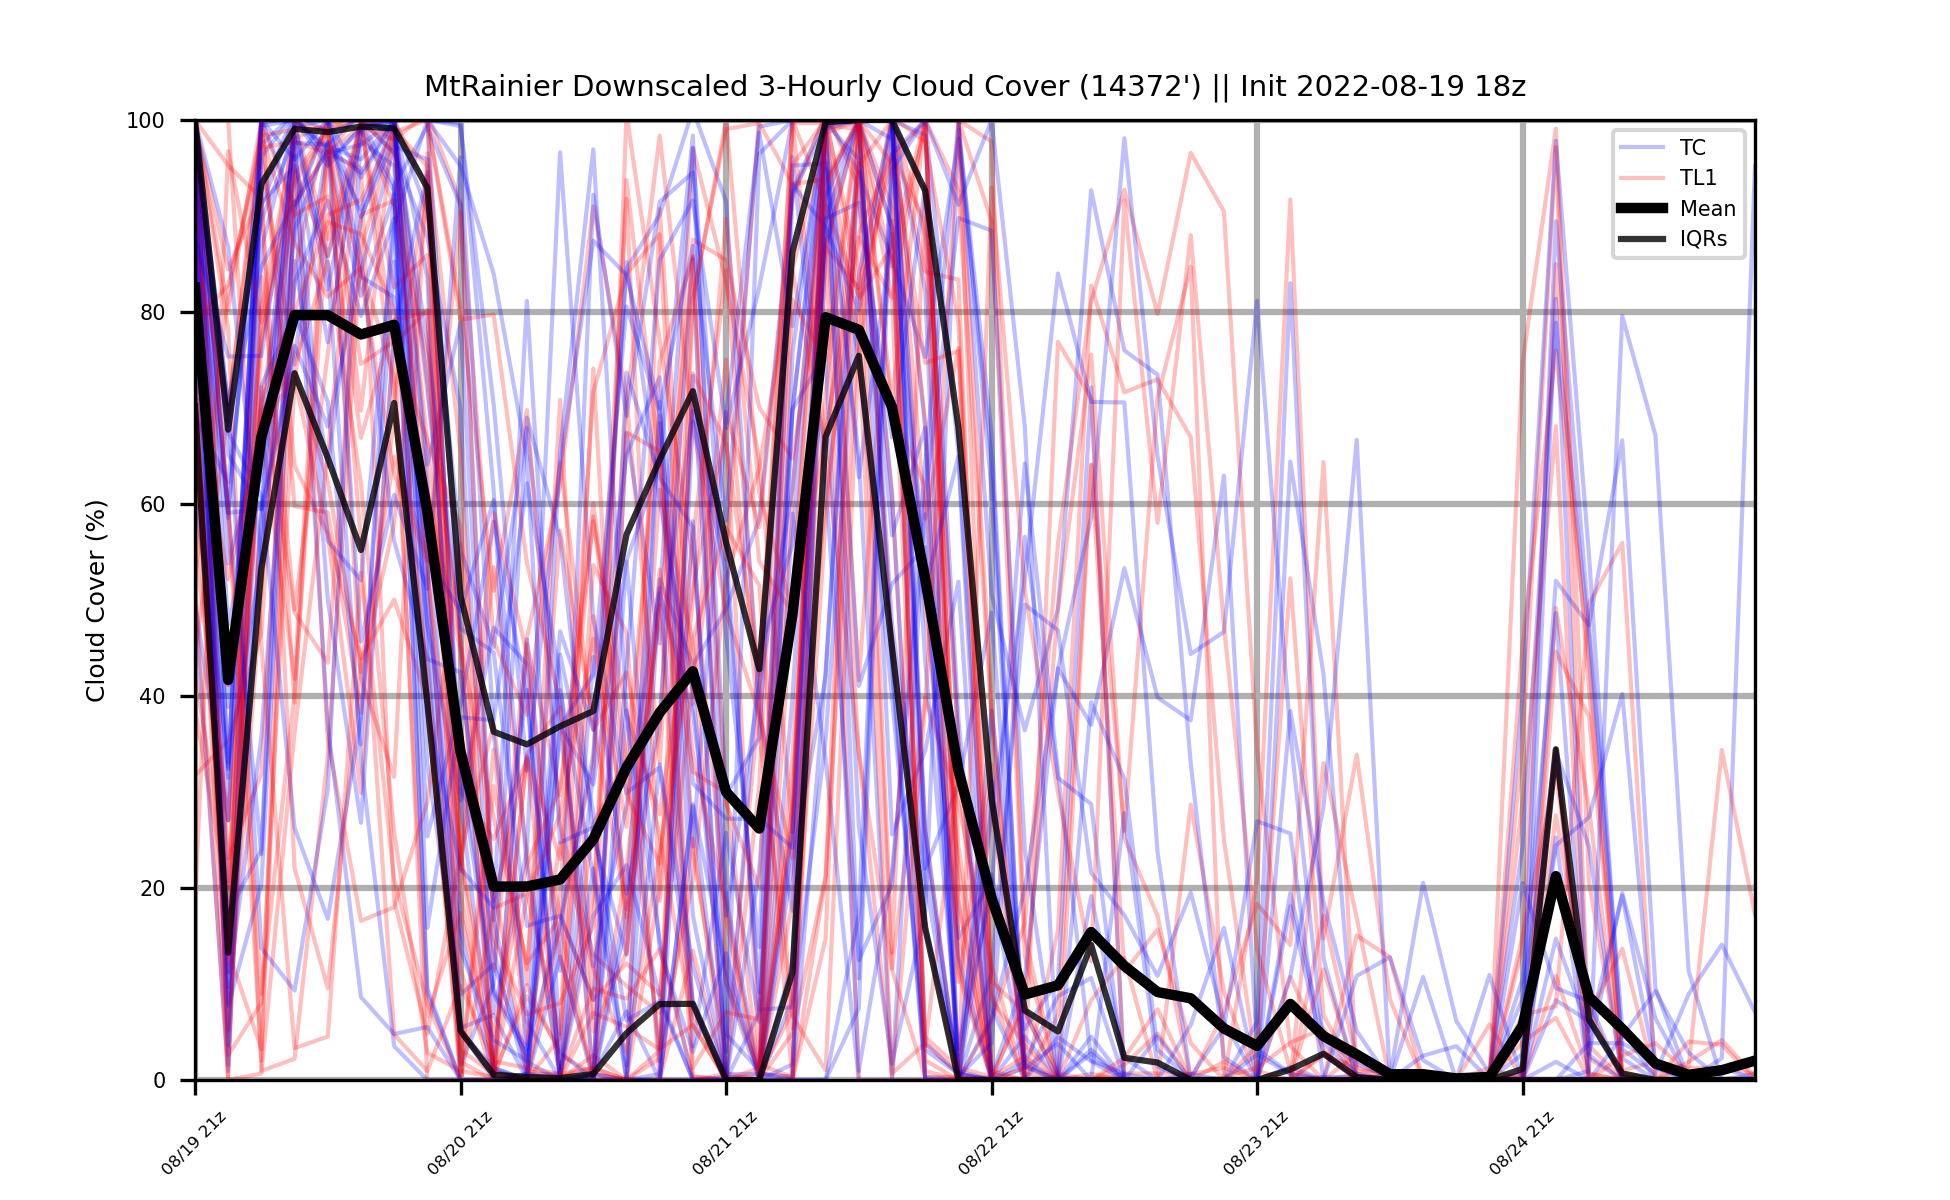 MtRainier Downscaled 3-Hourly Cloud Cover (14372') || Init 2022-08-19 18z
Cloud Cover (%)
100
80
60
40
20
0
TC
TL1
Mean
IQRs
08/19 21z
08/20 21z
08/21 21z
08/22 21z
08/23 21z
08/24 21z